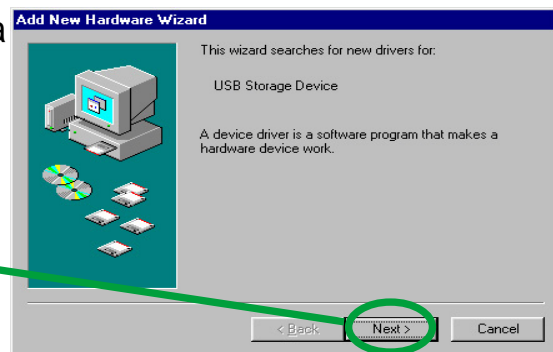 a
Add New Hardware Wizard
This wizard searches for new drivers for:
USB Storage Device
A device driver is a software program that makes a
hardware device work.
< Back
Next >
Cancel